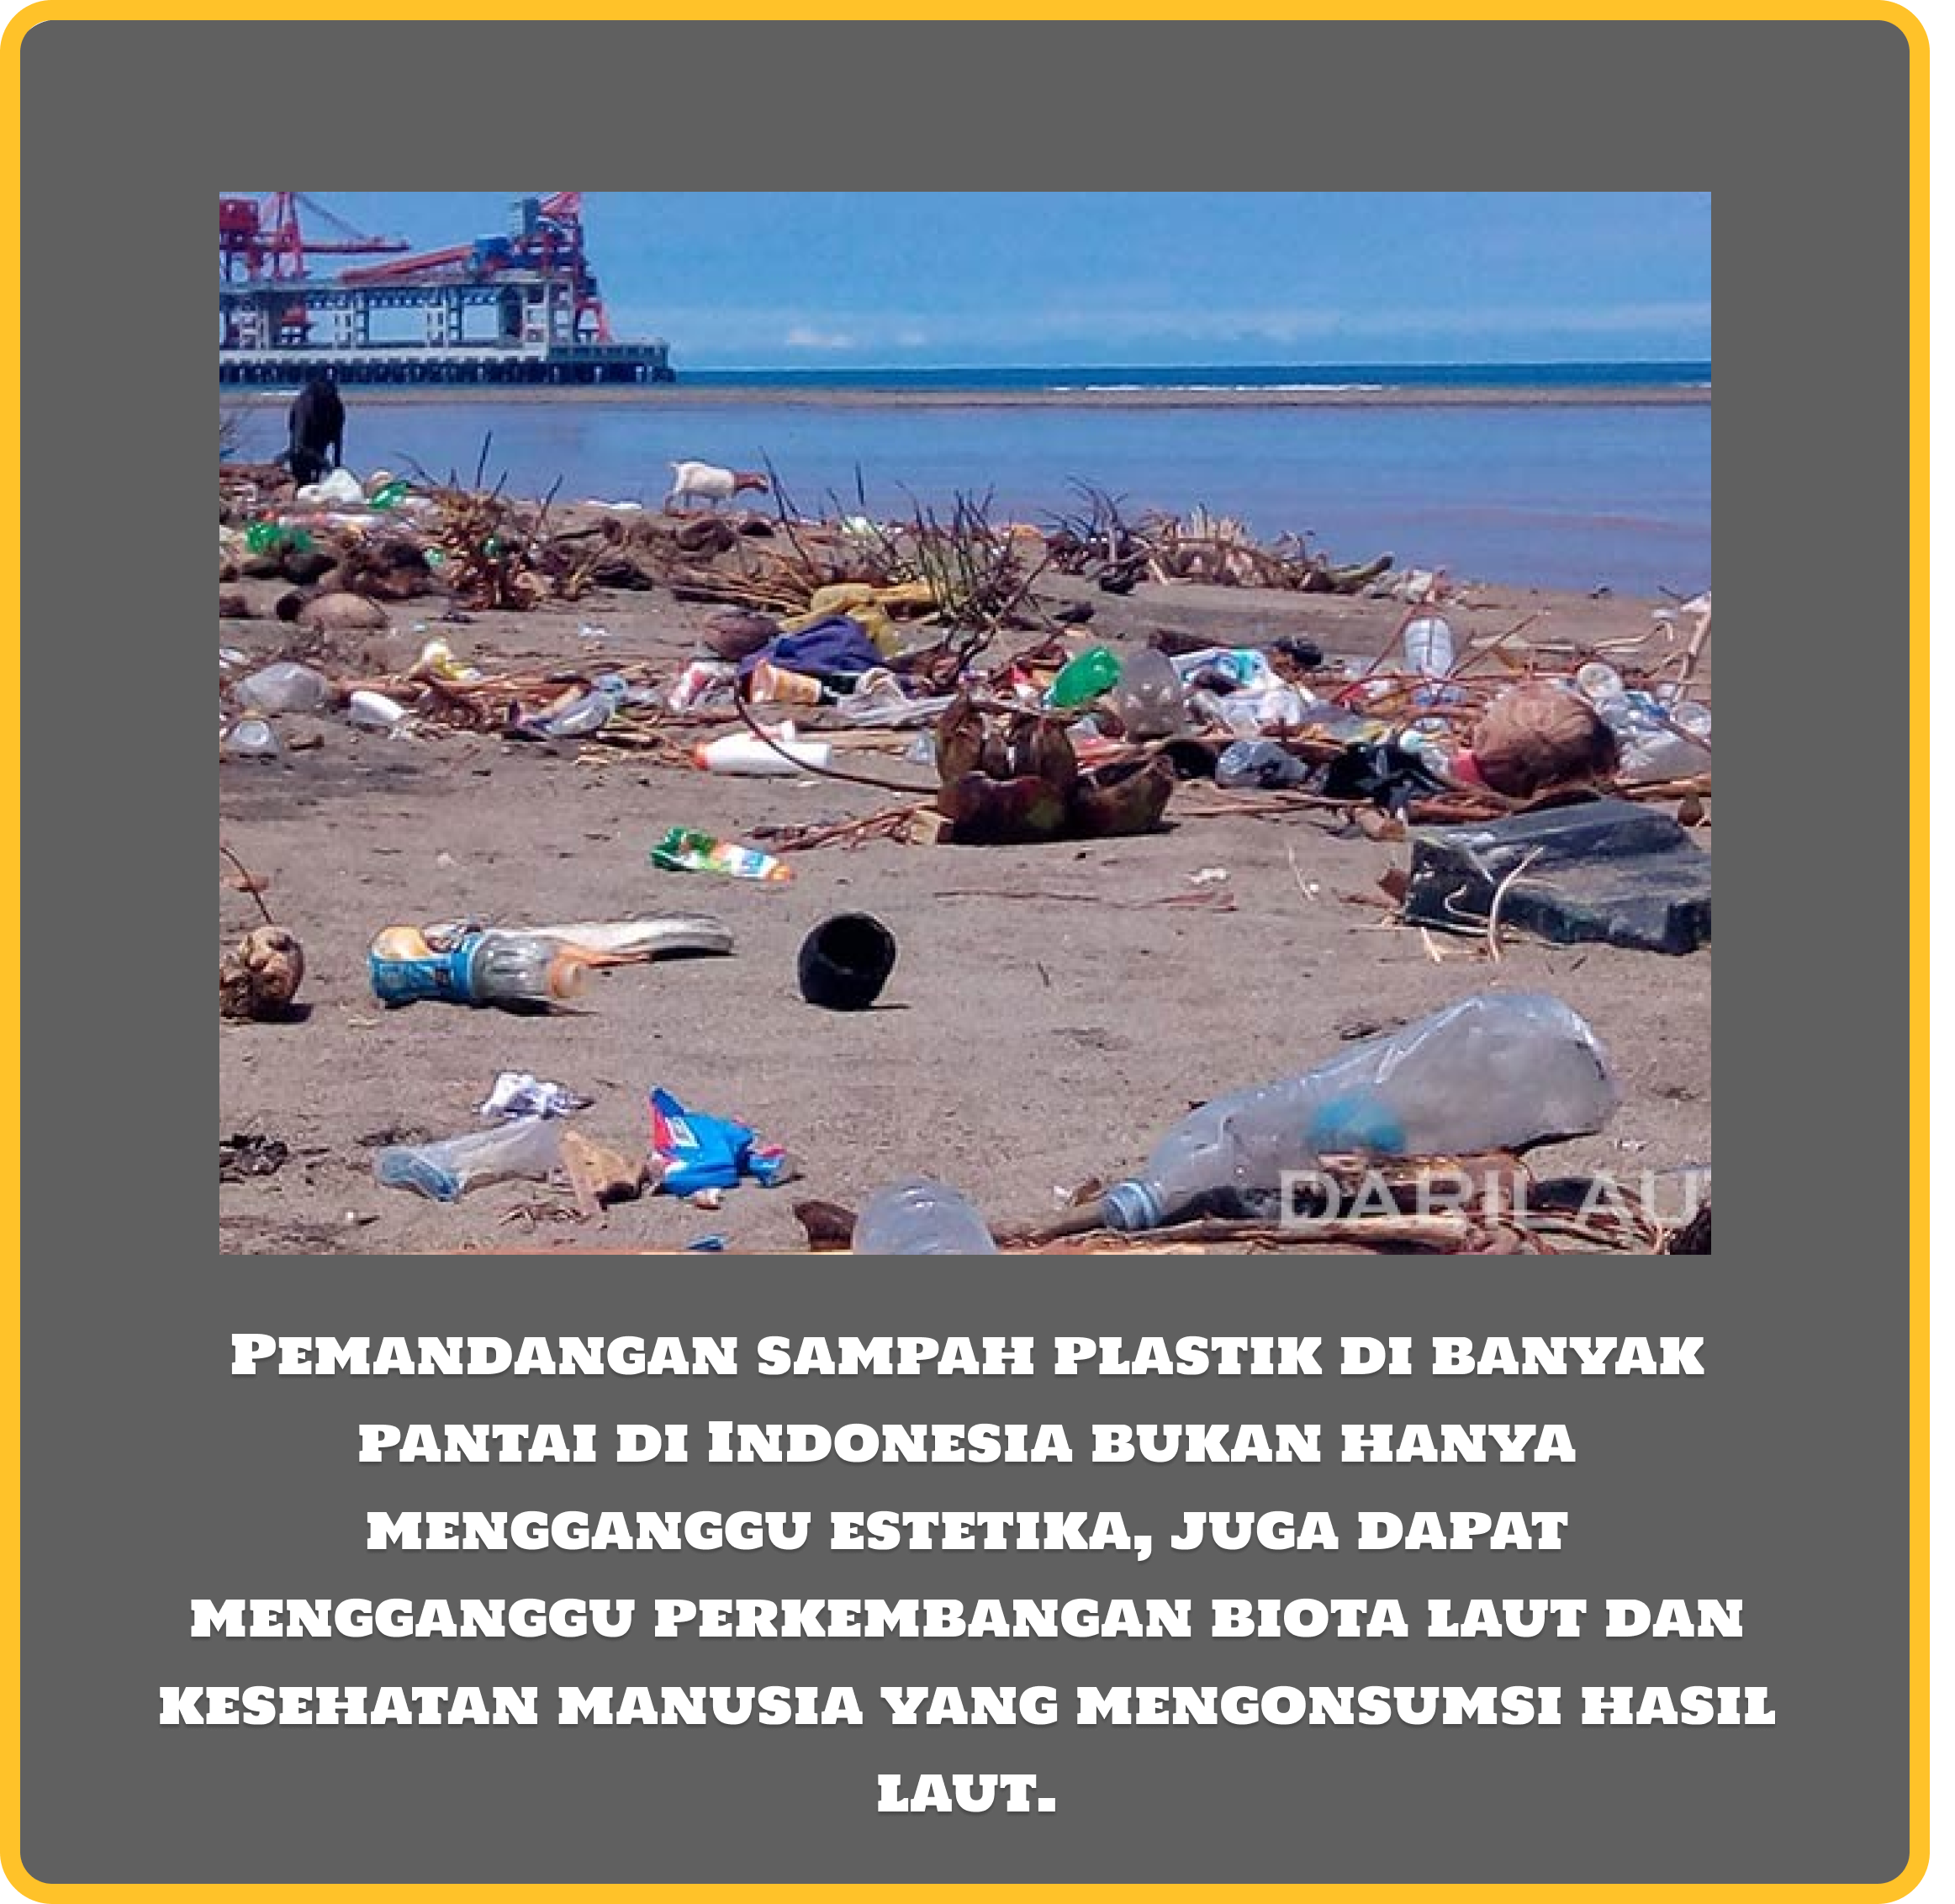 DARILAU
Pemandangan sampah plastik di banyak
pantai di Indonesia bukan hanya
mengganggu estetika, juga dapat
mengganggu perkembangan biota laut dan
kesehatan manusia yang mengonsumsi hasil
laut.